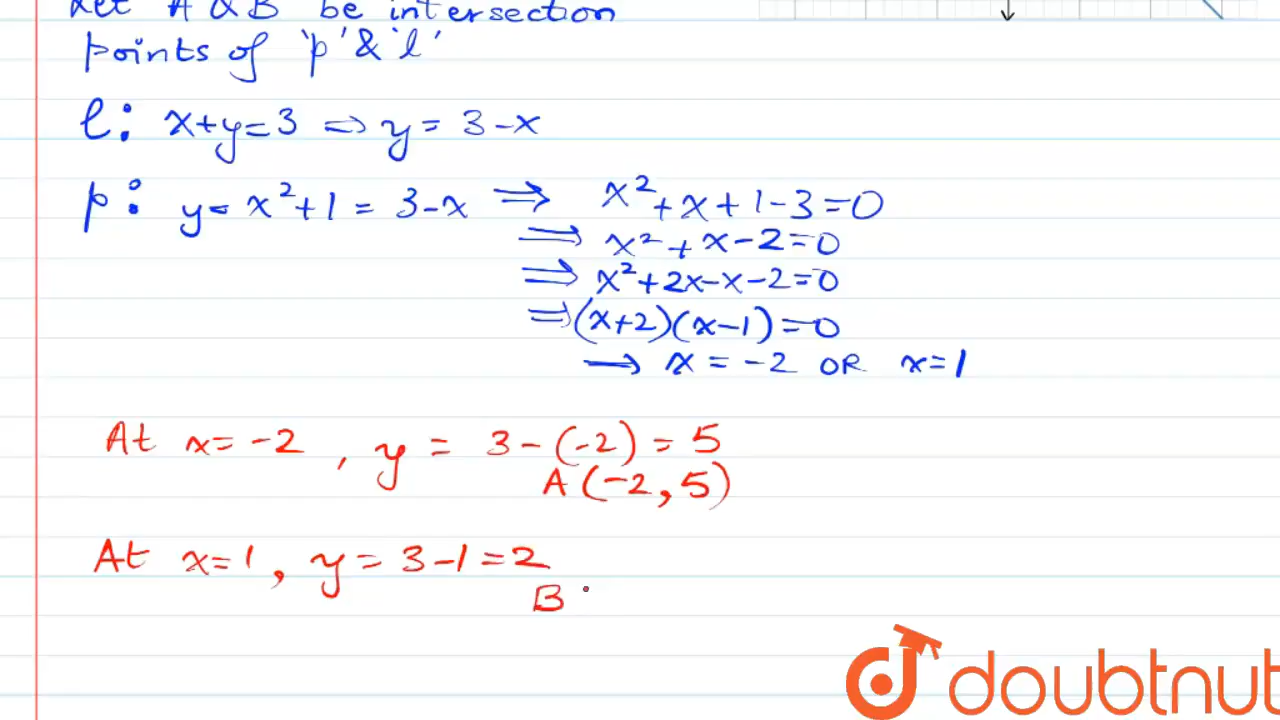 Let A & B be intersection
points of 'p' & 'l'
l: x+y=3 => y = 3-x
p: y= x²+1 = 3-x => x²+x+1-3=0
=> x²+x-2=0
=> x²+2x-x-2=0
=> (x+2)(x-1)=0
→ x = -2 OR x=1
At x=-2, y = 3-(-2)=5
A(-2,5)
At x=1, y=3-1=2
B
doubtnut